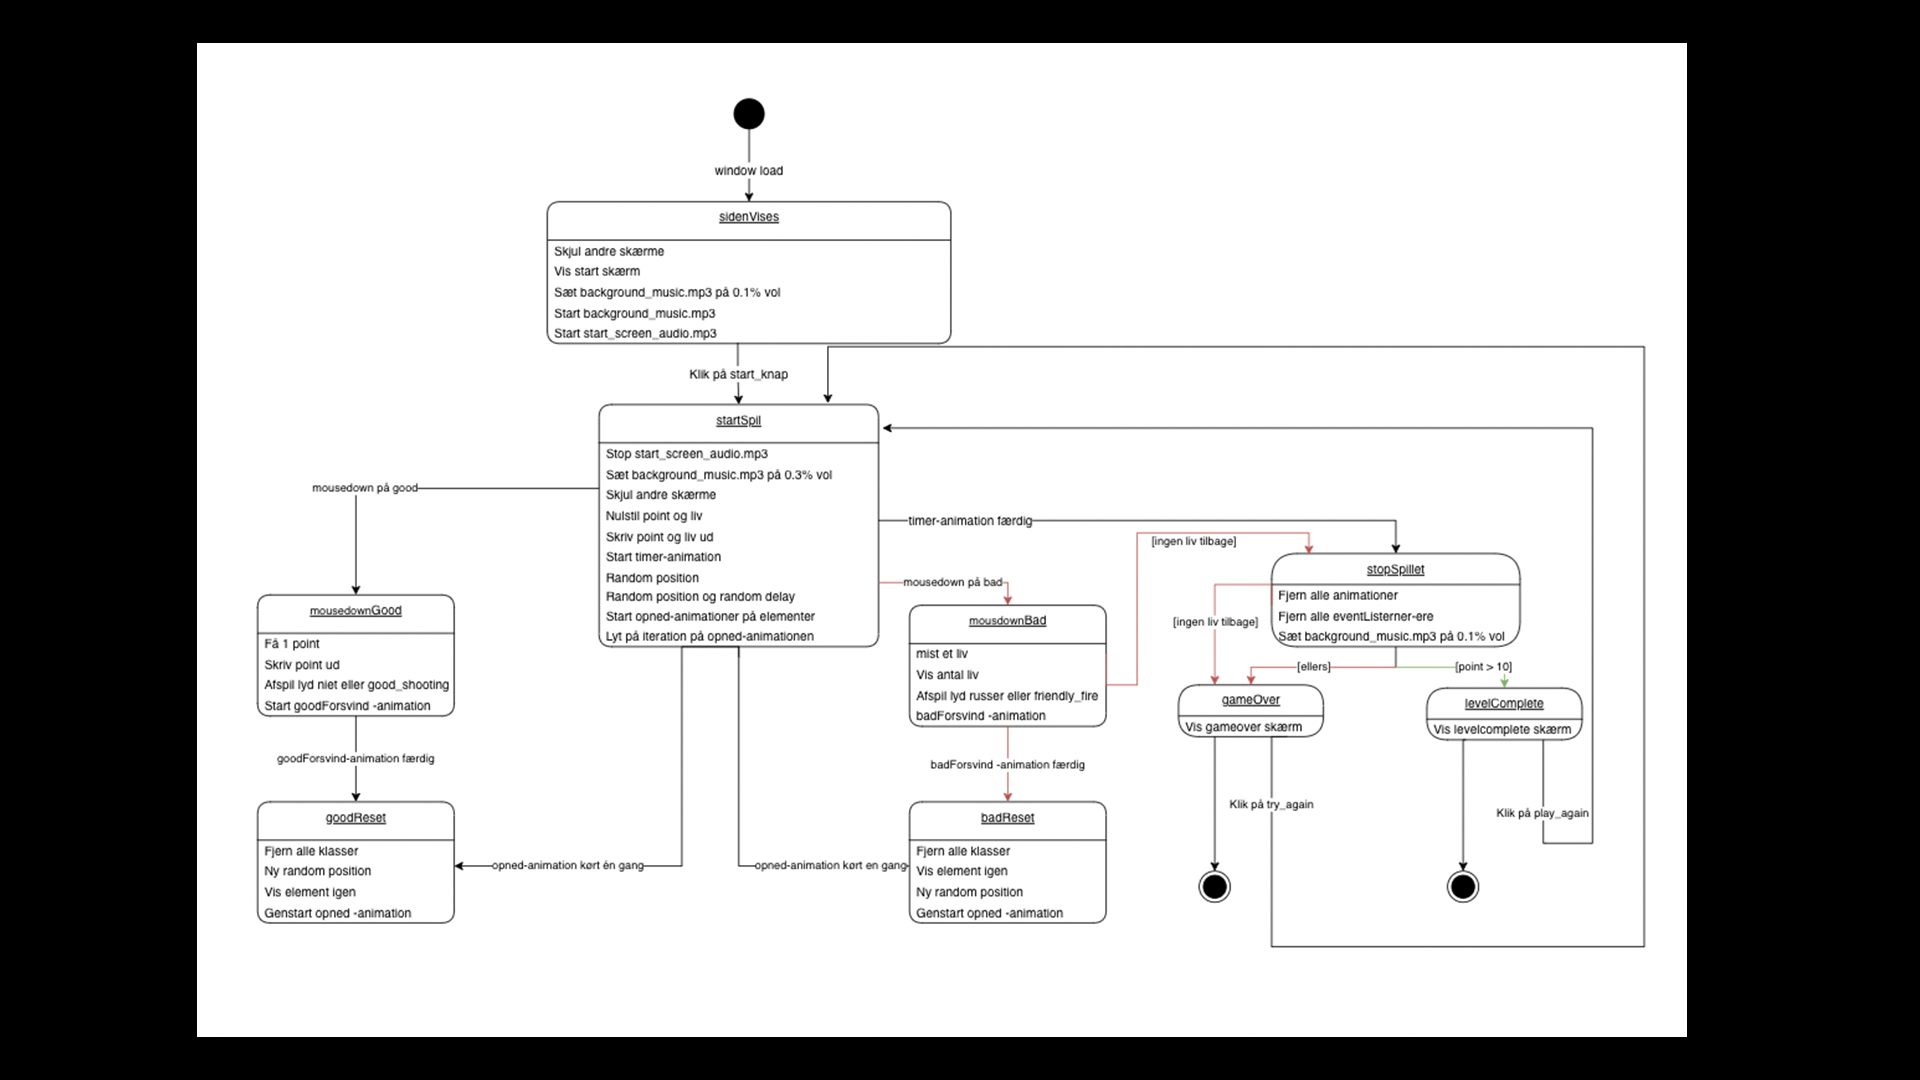 window load
sidenVises
Skjul andre skærme
Vis start skærm
Sæt background_music.mp3 på 0.1% vol
Start background_music.mp3
Start start_screen_audio.mp3
Klik på start_knap
startSpil
Stop start_screen_audio.mp3
Sæt background_music.mp3 på 0.3% vol
Skjul andre skærme
Nulstil point og liv
Skriv point og liv ud
Start timer-animation
Random position
Random position og random delay
Start opned-animationer på elementer
Lyt på iteration på opned-animationen
mousedown på good
mousedownGood
Få 1 point
Skriv point ud
Afspil lyd niet eller good_shooting
Start goodForsvind -animation
goodForsvind-animation færdig
goodReset
Fjern alle klasser
Ny random position
Vis element igen
Genstart opned -animation
opned-animation kørt én gang
opned-animation kørt en gang
mousedown på bad
mousdownBad
mist et liv
Vis antal liv
Afspil lyd russer eller friendly_fire
badForsvind -animation
badForsvind -animation færdig
badReset
Fjern alle klasser
Vis element igen
Ny random position
Genstart opned -animation
timer-animation færdig
[ingen liv tilbage]
stopSpillet
Fjern alle animationer
Fjern alle eventListerner-ere
Sæt background_music.mp3 på 0.1% vol
[ingen liv tilbage]
[ellers]
[point > 10]
gameOver
Vis gameover skærm
levelComplete
Vis levelcomplete skærm
Klik på try_again
Klik på play_again